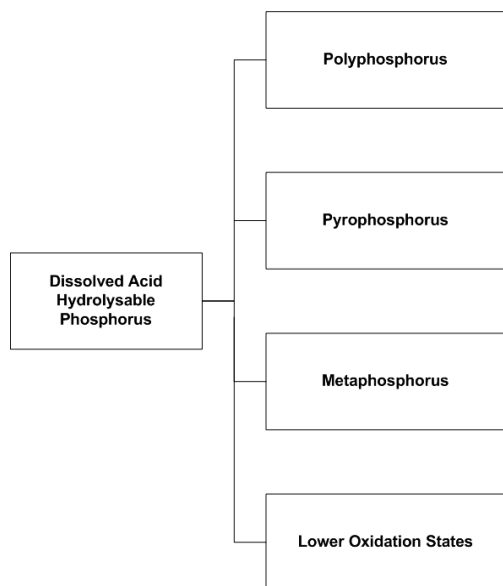 Polyphosphorus
Pyrophosphorus
Dissolved Acid
Hydrolysable
Phosphorus
Metaphosphorus
Lower Oxidation States